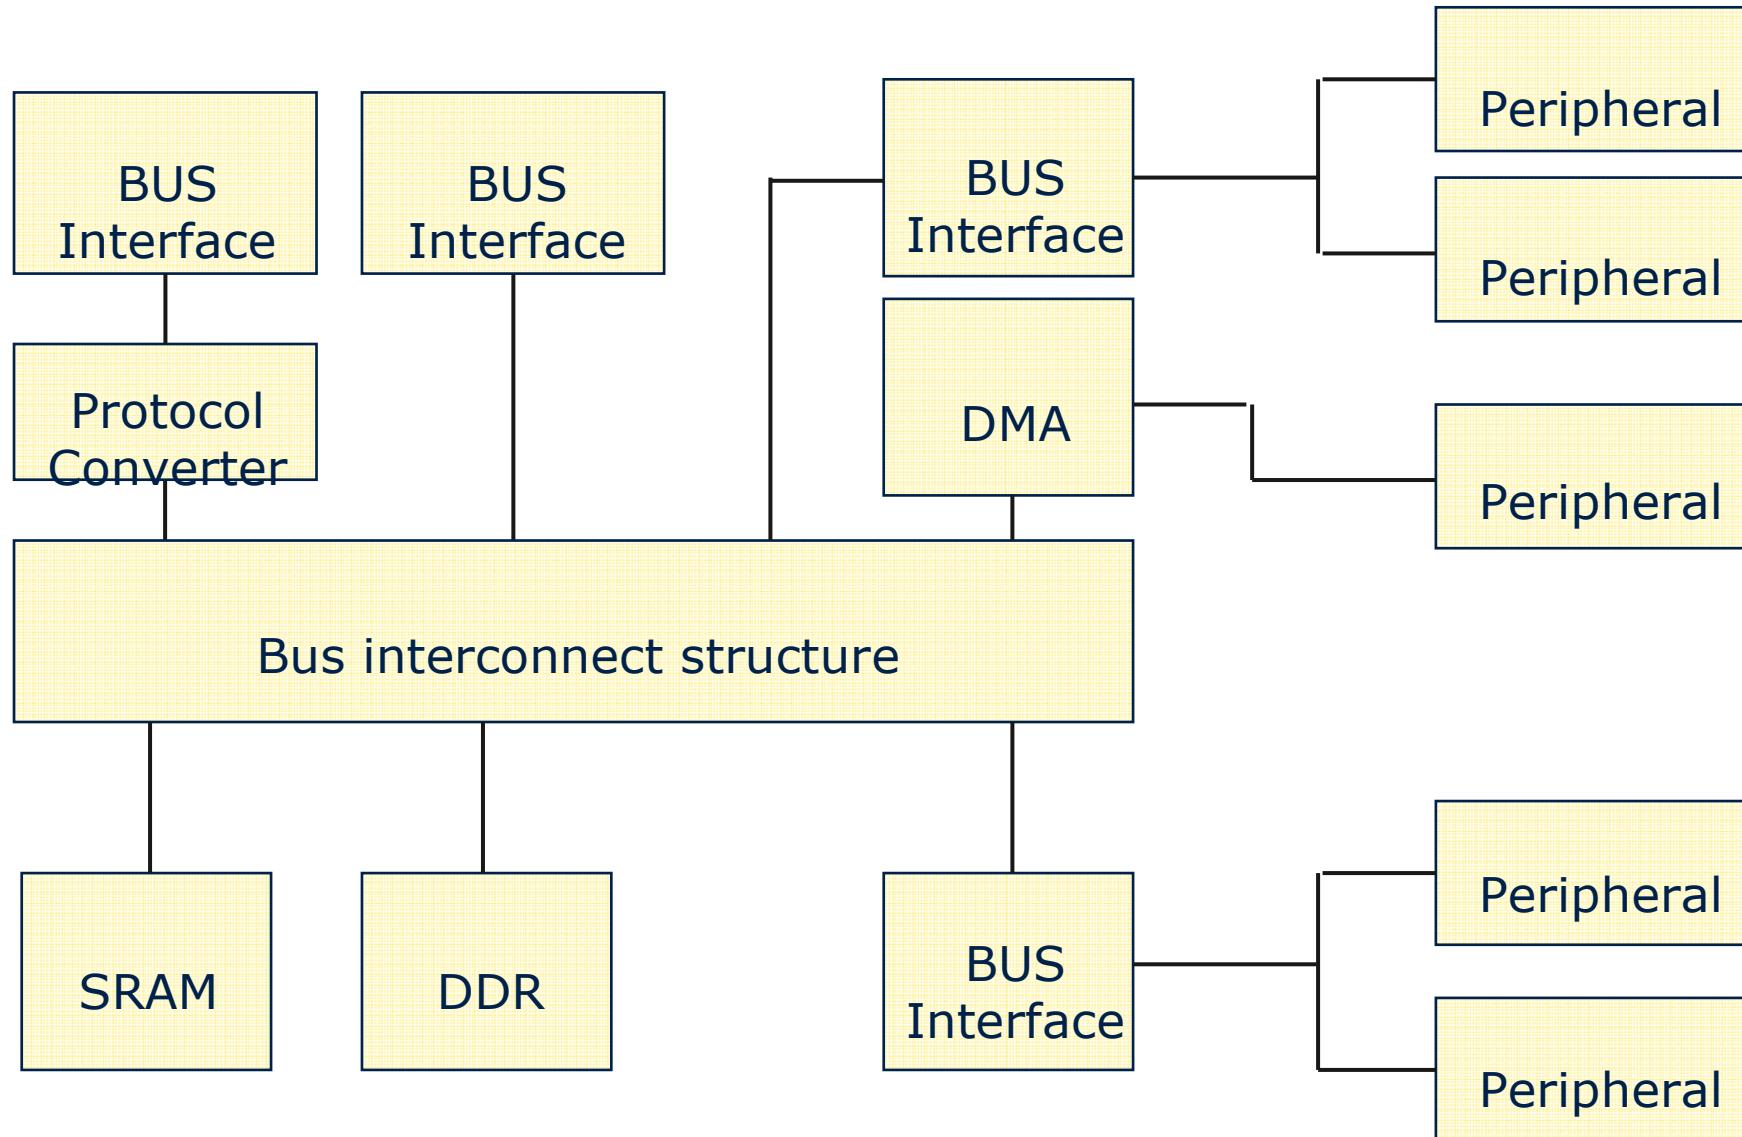 Peripheral
BUS
Interface
BUS
Interface
BUS
Interface
Peripheral
Protocol
Converter
DMA
Peripheral
Bus interconnect structure
Peripheral
SRAM
DDR
BUS
Interface
Peripheral